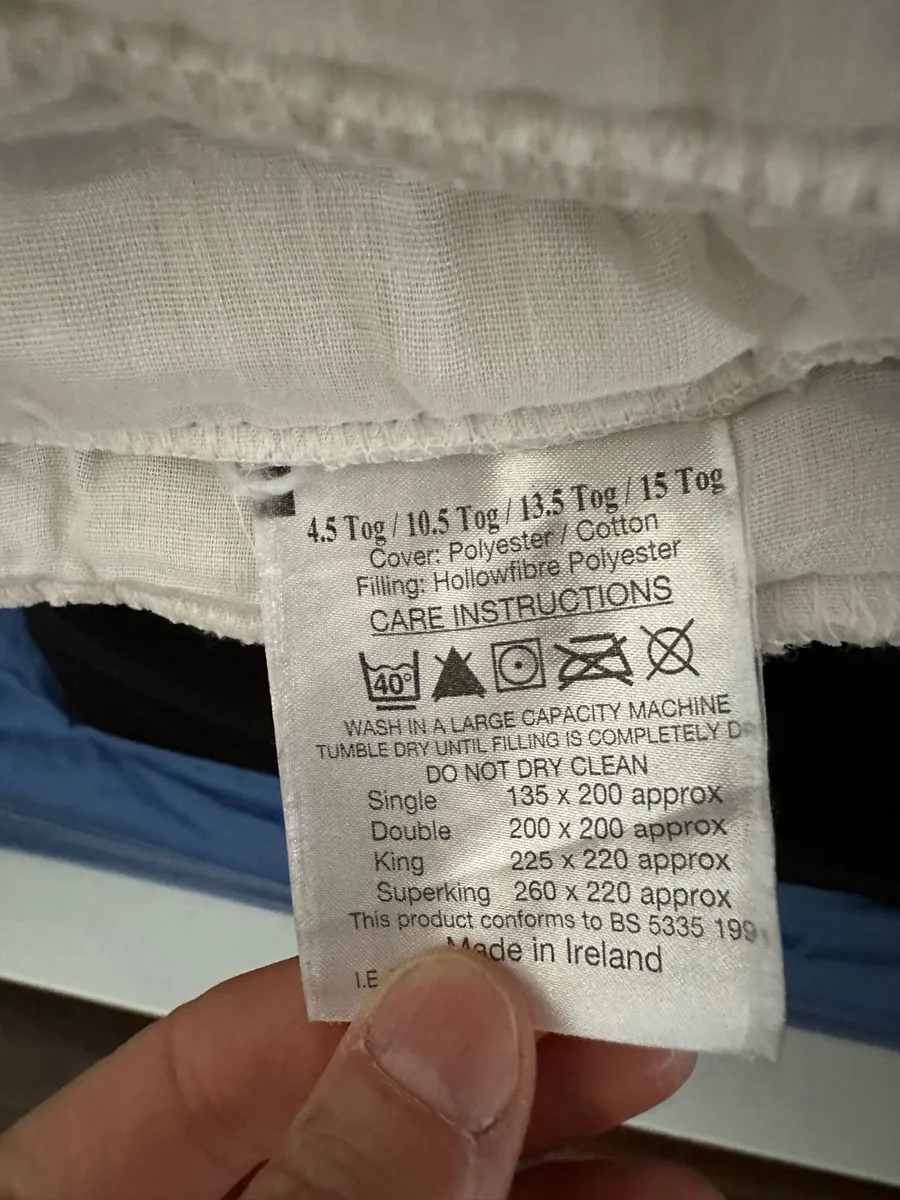 4.5 Tog / 10.5 Tog / 13.5 Tog / 15 Tog
Cover: Polyester / Cotton
Filling: Hollowfibre Polyester
CARE INSTRUCTIONS
40°
WASH IN A LARGE CAPACITY MACHINE
TUMBLE DRY UNTIL FILLING IS COMPLETELY D
DO NOT DRY CLEAN
Single 135 x 200 approx
Double 200 x 200 approx
King 225 x 220 approx
Superking 260 x 220 approx
This product conforms to BS 5335 199
Made in Ireland
I.E